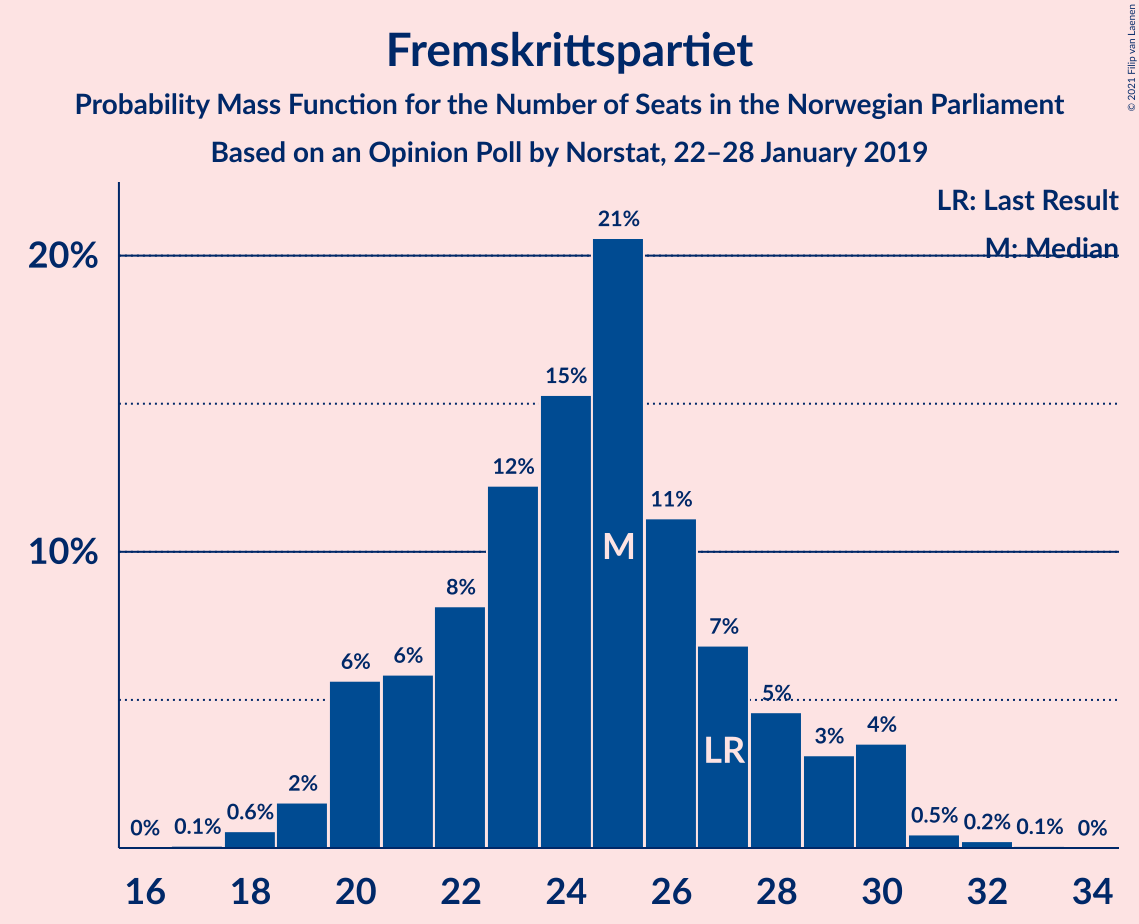 Fremskrittspartiet
Probability Mass Function for the Number of Seats in the Norwegian Parliament
Based on an Opinion Poll by Norstat, 22–28 January 2019
© 2021 Filip van Laenen
LR: Last Result
M: Median
20%
10%
0%
0.1%
0.6%
2%
6%
6%
8%
12%
15%
21%
11%
7%
5%
3%
4%
0.5%
0.2%
0.1%
0%
M
LR
16 18 20 22 24 26 28 30 32 34